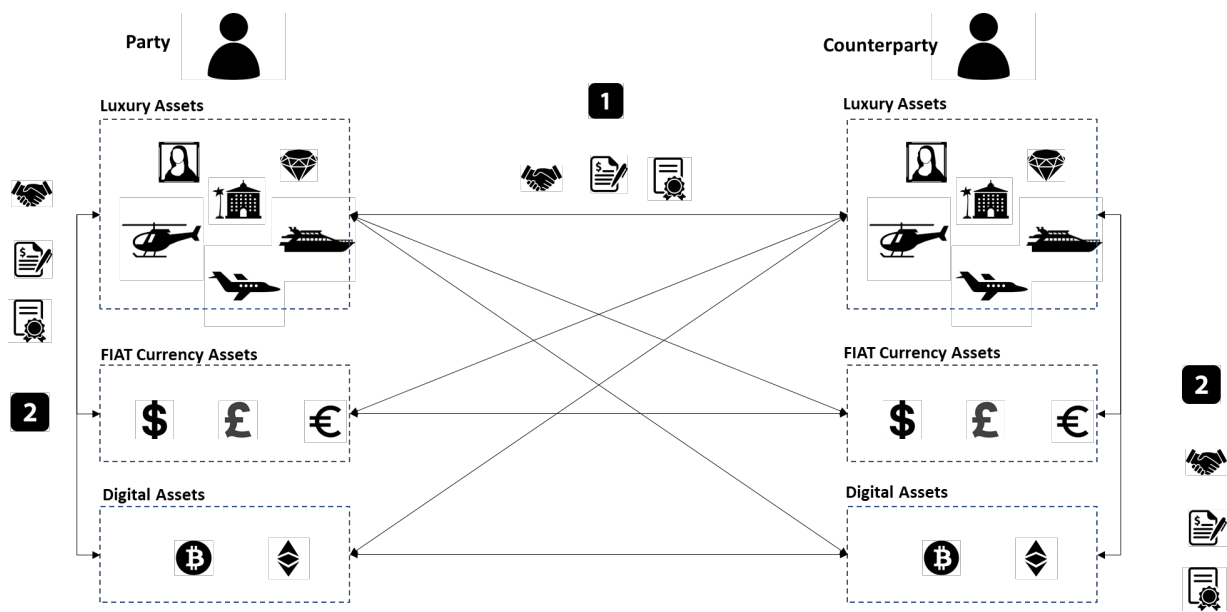 Party
Counterparty
1
Luxury Assets
Luxury Assets
$
$
$
FIAT Currency Assets
FIAT Currency Assets
2
2
$ £ €
$ £ €
$
Digital Assets
Digital Assets
₿
₿